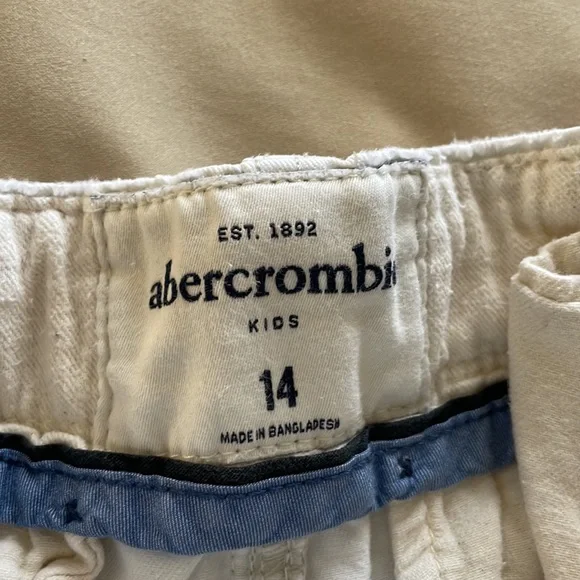 EST. 1892
abercrombie
KIDS
14
MADE IN BANGLADESH